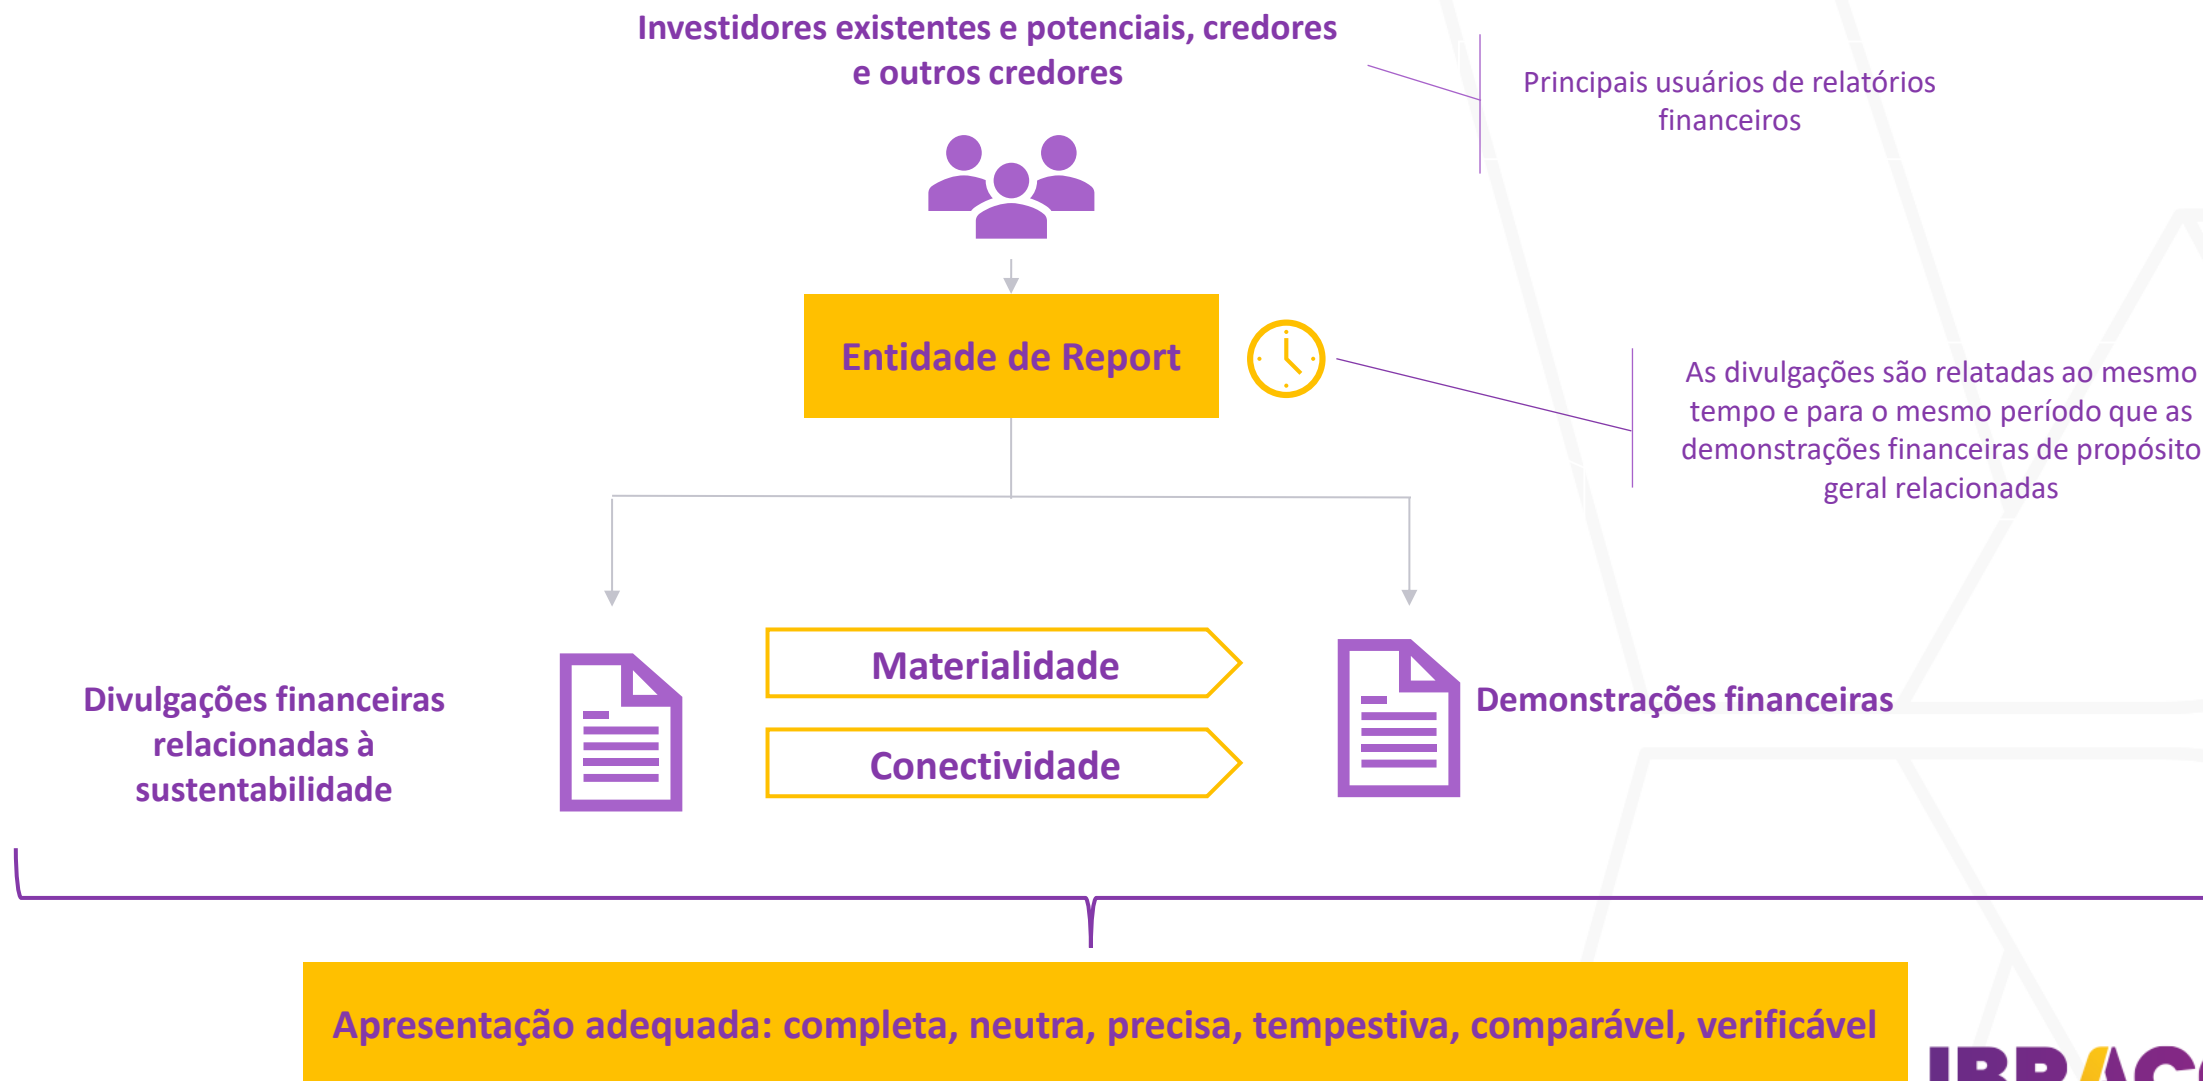 Investidores existentes e potenciais, credores
e outros credores
Principais usuários de relatórios
financeiros
Entidade de Report
As divulgações são relatadas ao mesmo
tempo e para o mesmo período que as
demonstrações financeiras de propósito
geral relacionadas
Materialidade
Divulgações financeiras
relacionadas à
sustentabilidade
Demonstrações financeiras
Conectividade
Apresentação adequada: completa, neutra, precisa, tempestiva, comparável, verificável